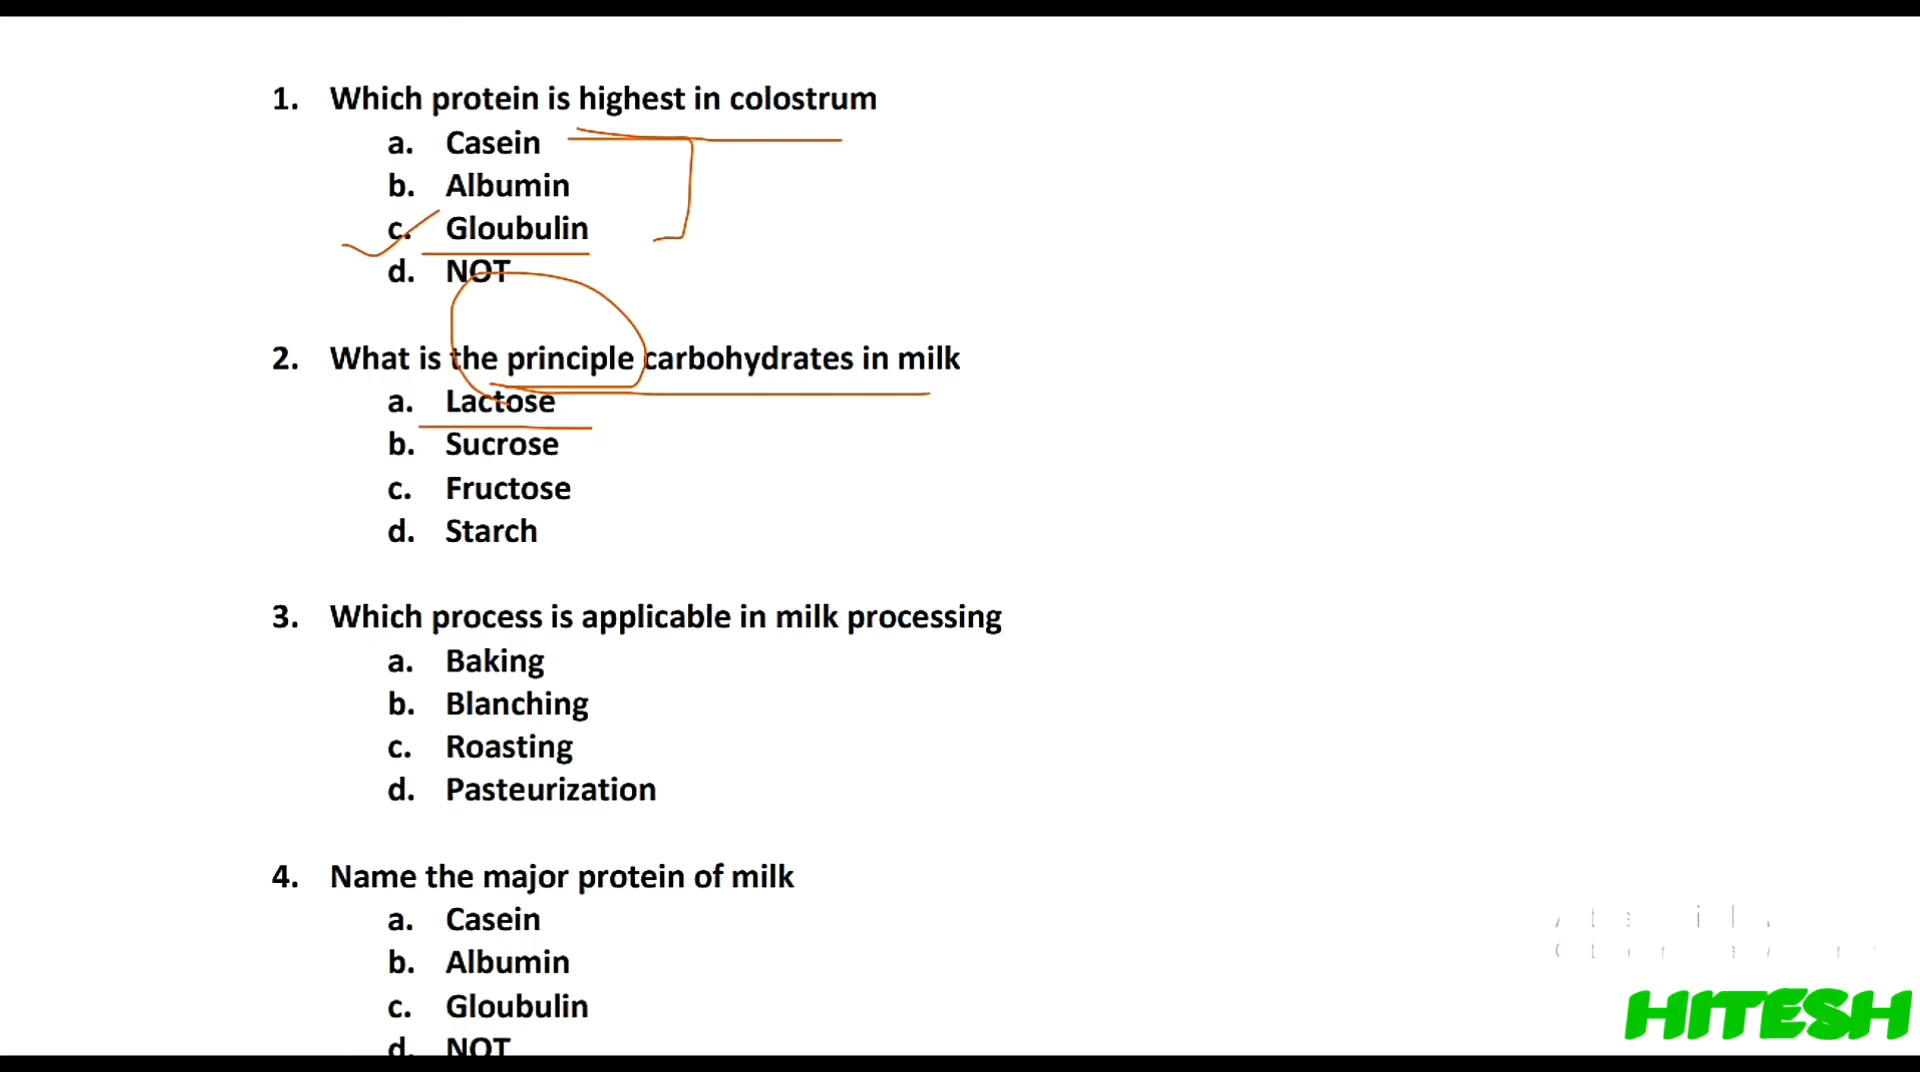 1. Which protein is highest in colostrum
a. Casein
b. Albumin
c. Gloubulin
d. NOT
2. What is the principle carbohydrates in milk
a. Lactose
b. Sucrose
c. Fructose
d. Starch
3. Which process is applicable in milk processing
a. Baking
b. Blanching
c. Roasting
d. Pasteurization
4. Name the major protein of milk
a. Casein
b. Albumin
c. Gloubulin
d. NOT
HITESH